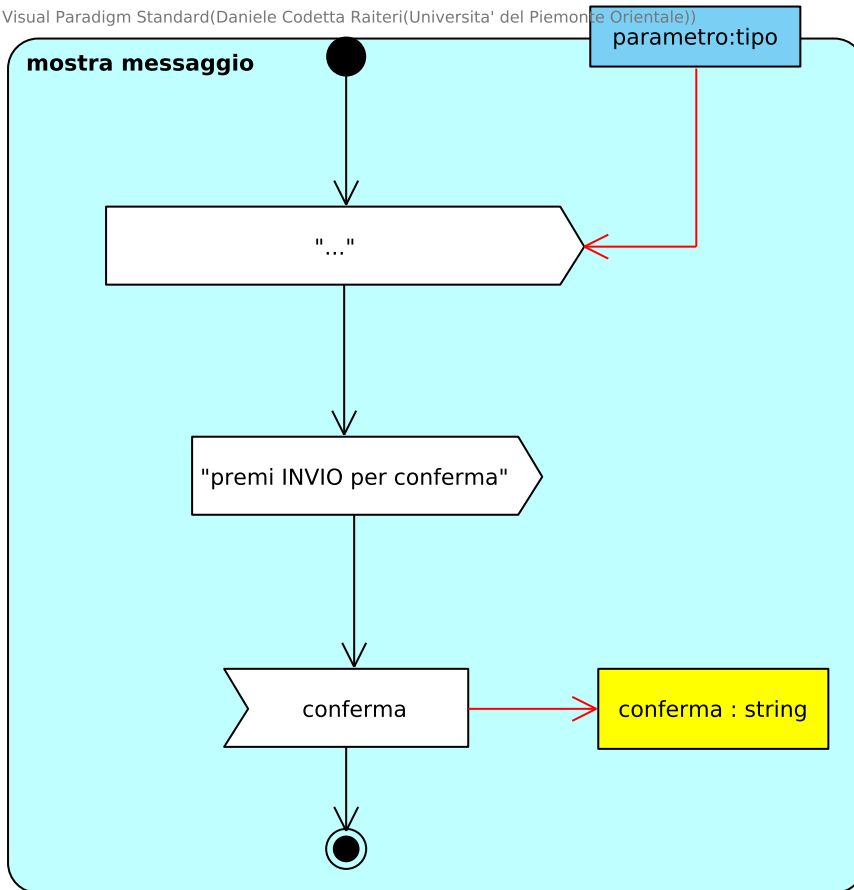 Visual Paradigm Standard(Daniele Codetta Raiteri(Universita' del Piemonte Orientale))
parametro:tipo
mostra messaggio
"..."
"premi INVIO per conferma"
conferma
conferma : string